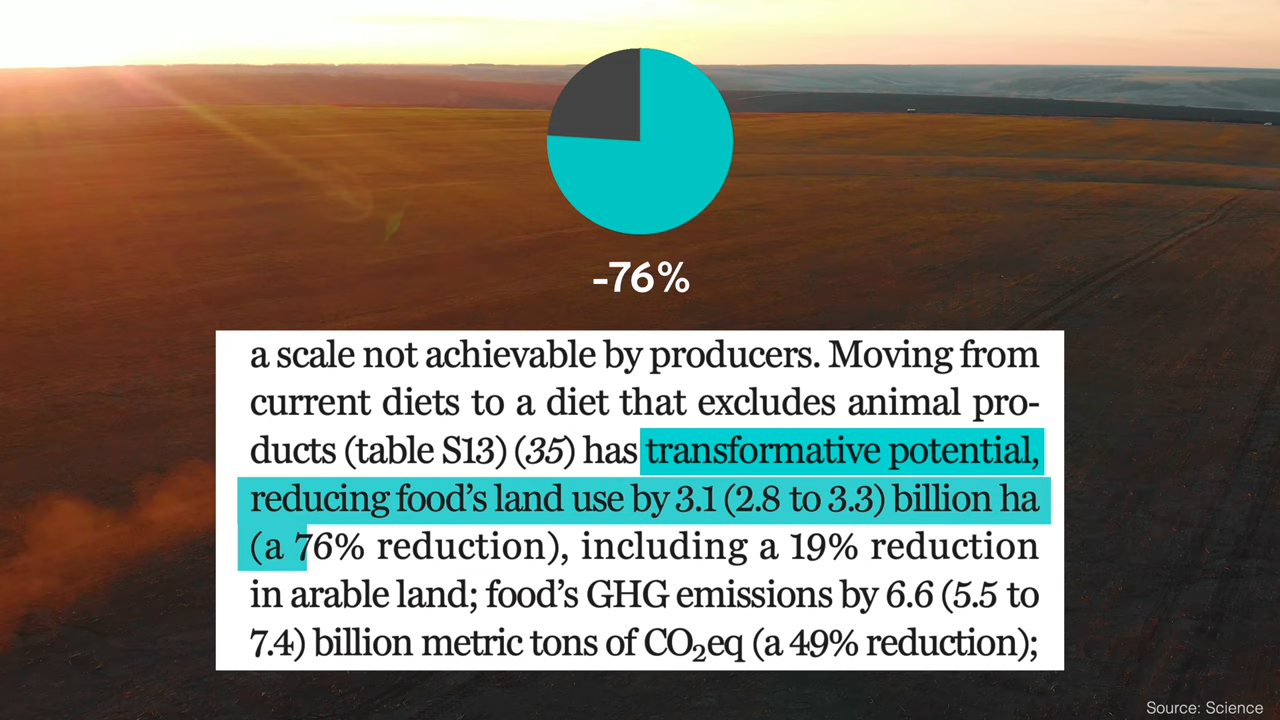 -76%
a scale not achievable by producers. Moving from
current diets to a diet that excludes animal pro-
ducts (table S13) (35) has transformative potential,
reducing food's land use by 3.1 (2.8 to 3.3) billion ha
(a 76% reduction), including a 19% reduction
in arable land; food's GHG emissions by 6.6 (5.5 to
7.4) billion metric tons of CO₂eq (a 49% reduction);
Source: Science